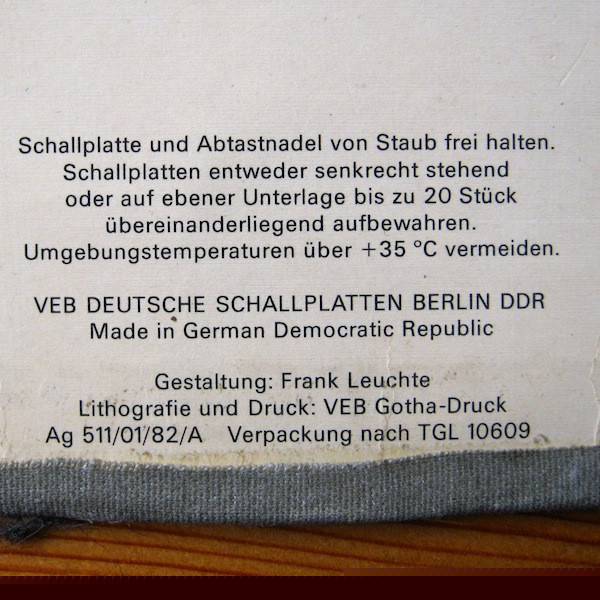 Schallplatte und Abtastnadel von Staub frei halten.
Schallplatten entweder senkrecht stehend
oder auf ebener Unterlage bis zu 20 Stück
übereinanderliegend aufbewahren.
Umgebungstemperaturen über +35 °C vermeiden.
VEB DEUTSCHE SCHALLPLATTEN BERLIN DDR
Made in German Democratic Republic
Gestaltung: Frank Leuchte
Lithografie und Druck: VEB Gotha-Druck
Ag 511/01/82/A Verpackung nach TGL 10609